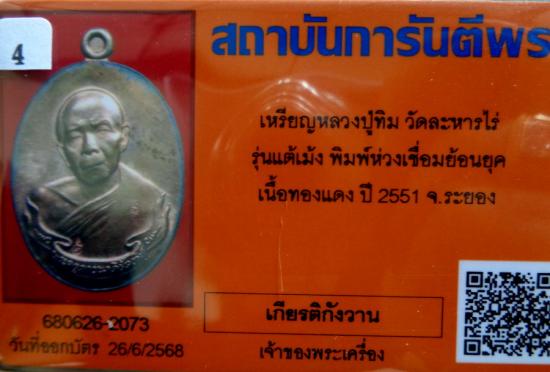 4
สถาบันการันตีพร
เหรียญหลวงปู่ทิม วัดละหารไร่
รุ่นแต้เม้ง พิมพ์ห่วงเชื่อมย้อนยุค
เนื้อทองแดง ปี 2551 จ.ระยอง
680626-2073
วันที่ออกบัตร 26/6/2568
เกียรติกังวาน
เจ้าของพระเครื่อง